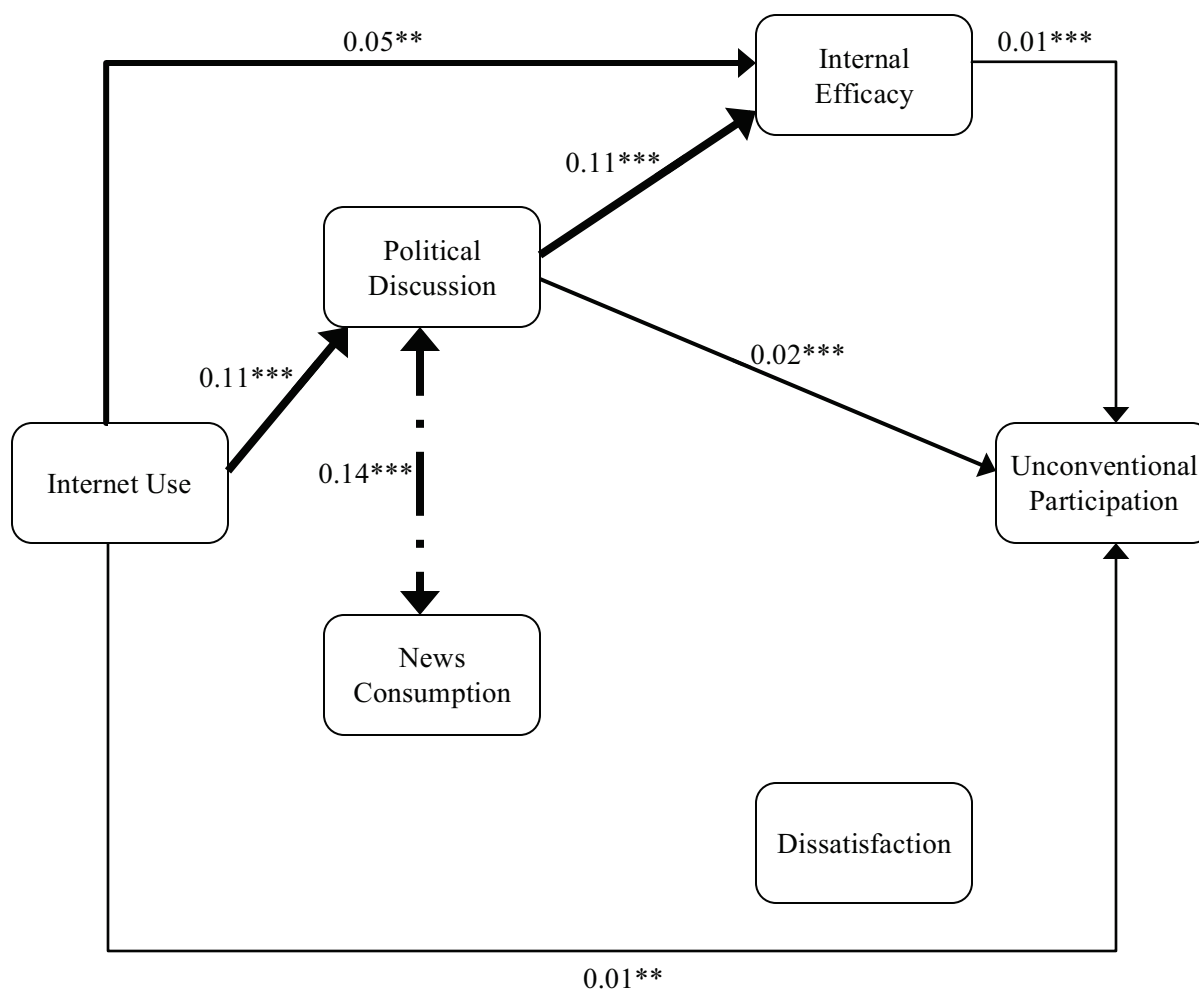 0.05**
Internal
Efficacy
0.01***
0.11***
Political
Discussion
0.02***
0.11***
Internet Use
0.14***
Unconventional
Participation
News
Consumption
Dissatisfaction
0.01**